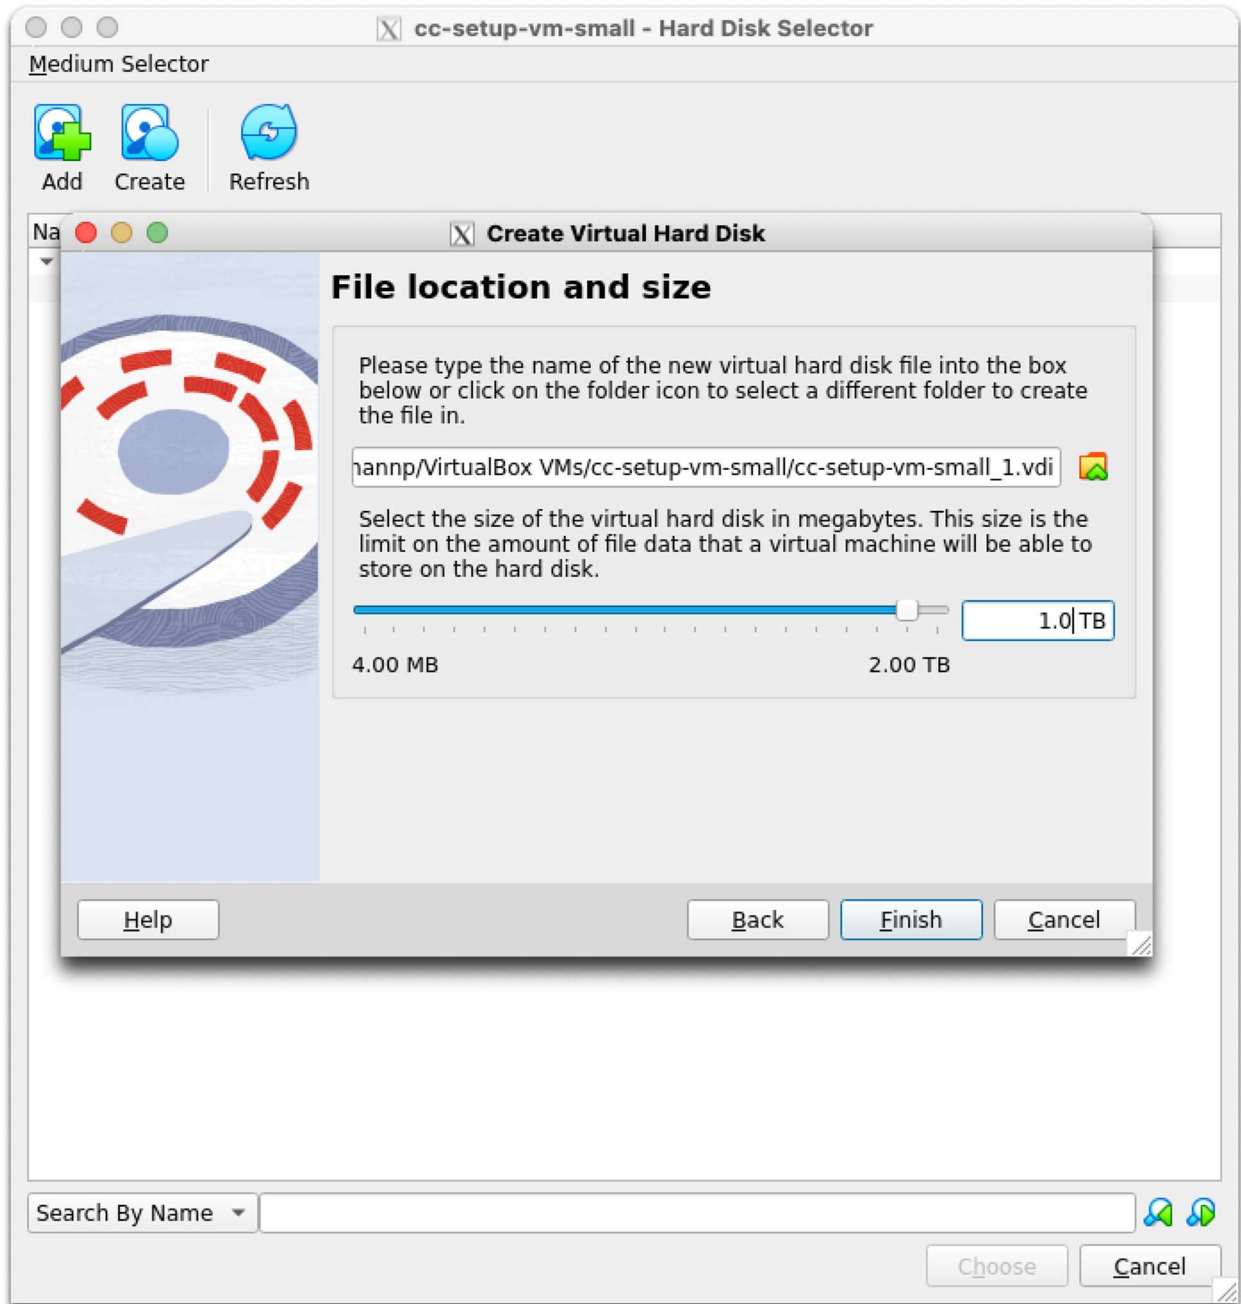 cc-setup-vm-small - Hard Disk Selector
Medium Selector
Add Create Refresh
Na
Create Virtual Hard Disk
File location and size
Please type the name of the new virtual hard disk file into the box
below or click on the folder icon to select a different folder to create
the file in.
nannp/VirtualBox VMs/cc-setup-vm-small/cc-setup-vm-small_1.vdi
Select the size of the virtual hard disk in megabytes. This size is the
limit on the amount of file data that a virtual machine will be able to
store on the hard disk.
1.0 TB
4.00 MB 2.00 TB
Help Back Finish Cancel
Search By Name
Choose Cancel